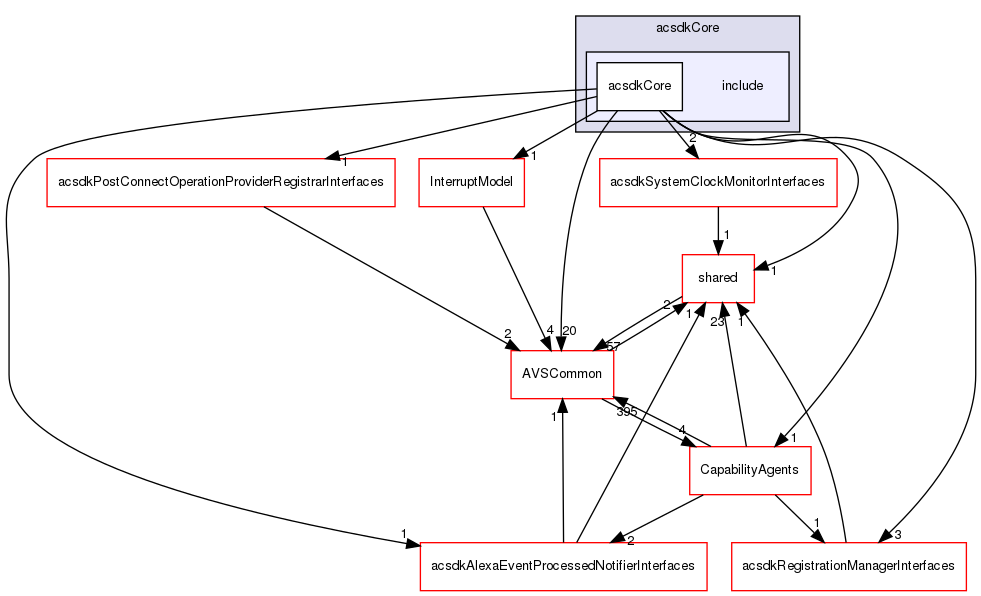 acsdkCore
acsdkCore
include
2
1
1
acsdkPostConnectOperationProviderRegistrarInterfaces
InterruptModel
acsdkSystemClockMonitorInterfaces
1
1
shared
2
1
23
1
2
4
20
57
AVSCommon
395
1
4
1
CapabilityAgents
1
2
1
3
acsdkAlexaEventProcessedNotifierInterfaces
acsdkRegistrationManagerInterfaces